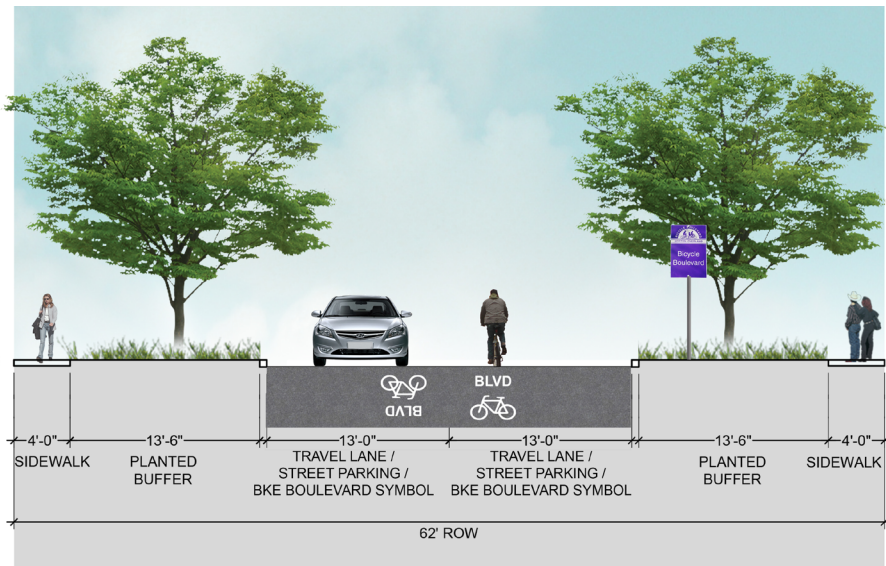 Bicycle
Boulevard
BLVD
BLVD
4'-0"
13'-6"
13'-0"
13'-0"
13'-6"
4'-0"
SIDEWALK
PLANTED
BUFFER
TRAVEL LANE /
STREET PARKING /
BKE BOULEVARD SYMBOL
TRAVEL LANE /
STREET PARKING /
BKE BOULEVARD SYMBOL
PLANTED
BUFFER
SIDEWALK
62' ROW